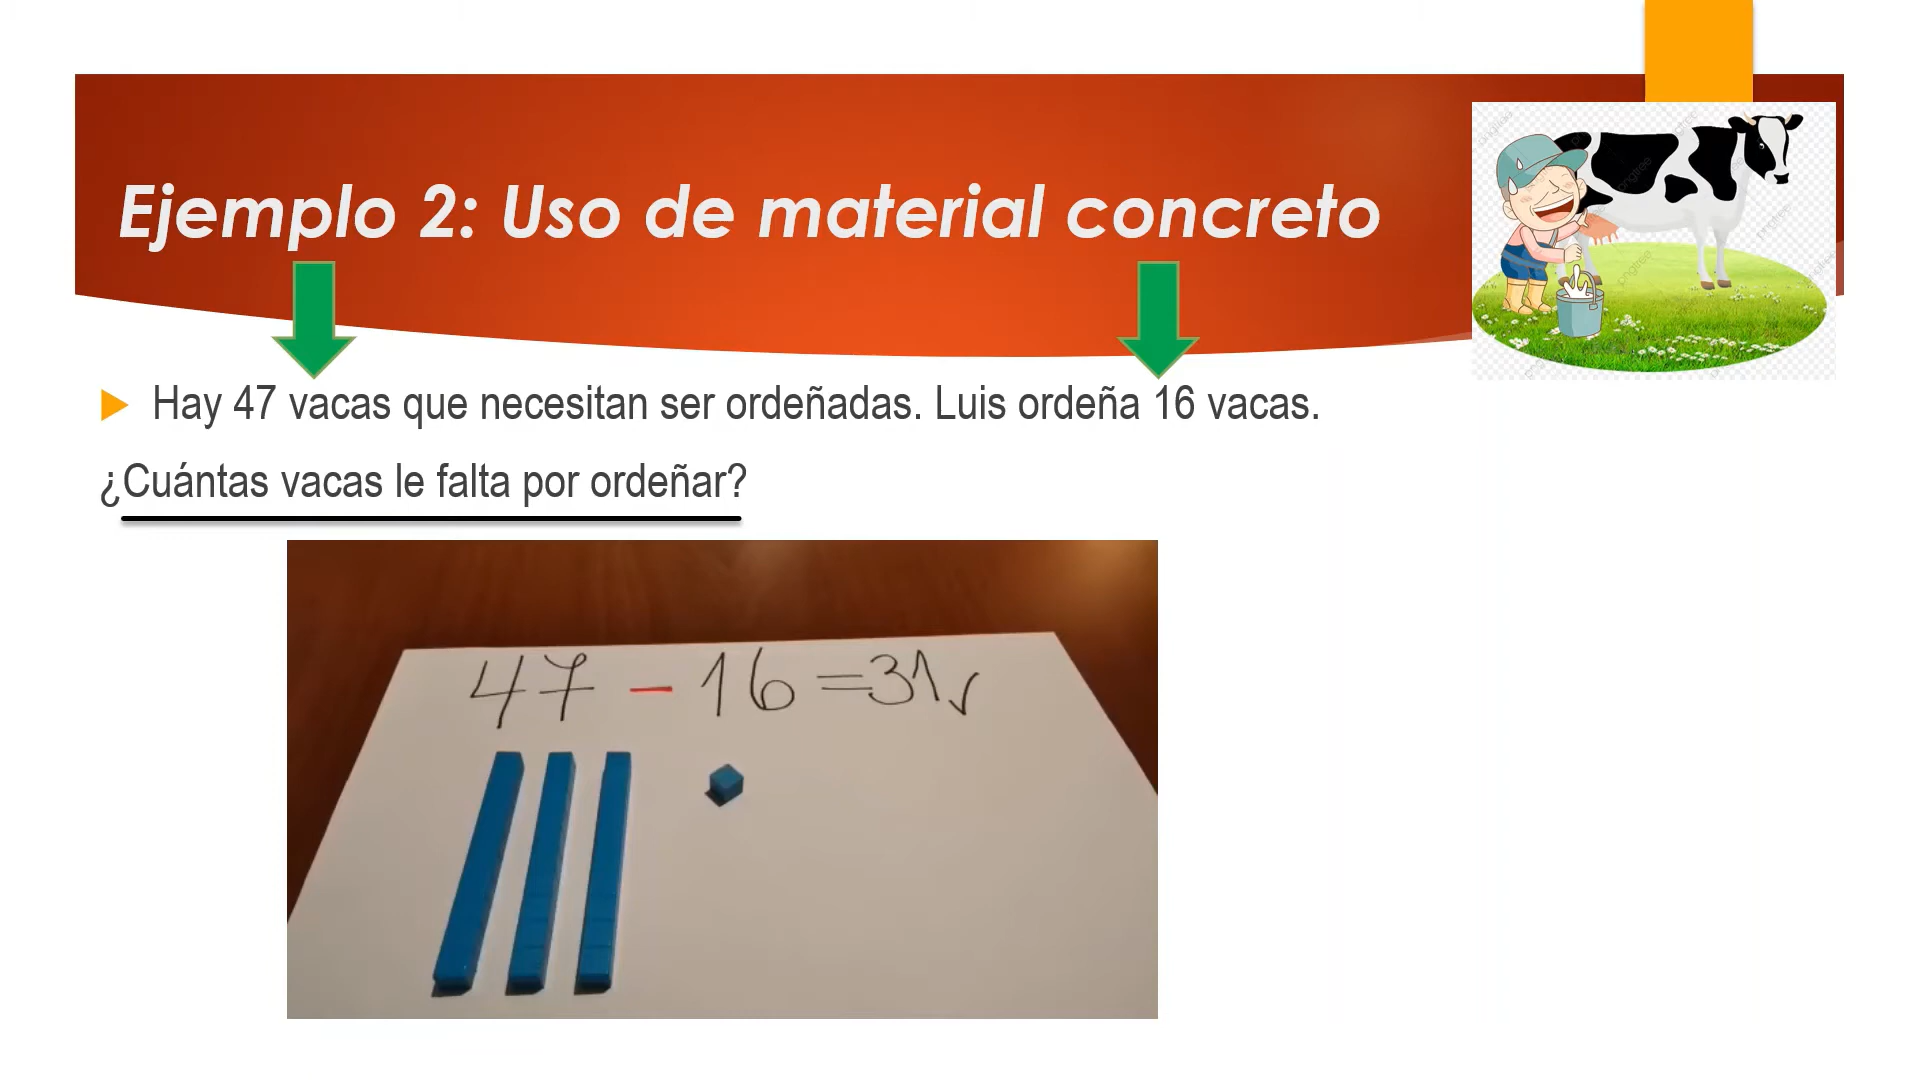 Ejemplo 2: Uso de material concreto
Hay 47 vacas que necesitan ser ordeñadas. Luis ordeña 16 vacas.
¿Cuántas vacas le falta por ordeñar?
47 - 16 = 31